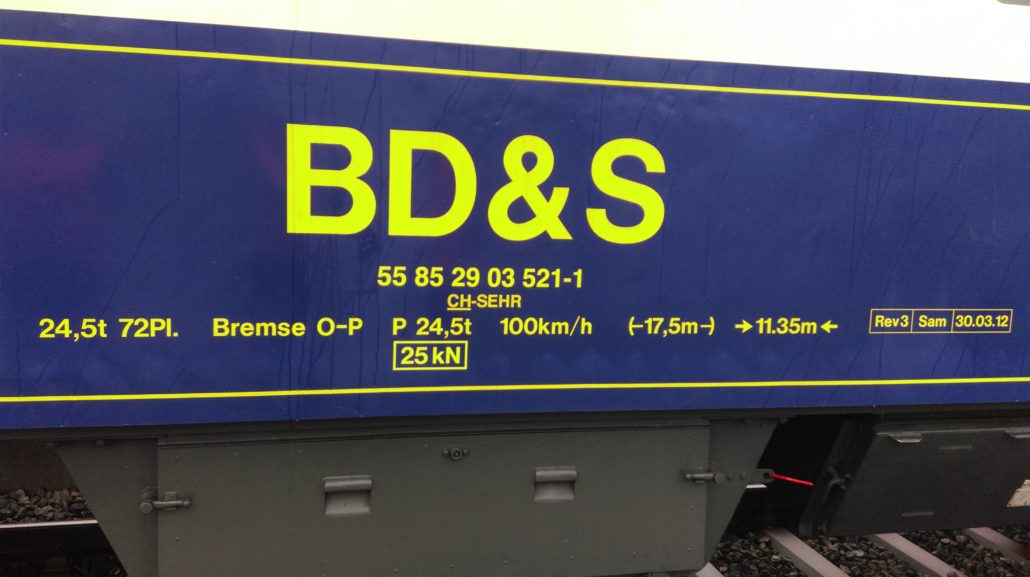 BD&S
55 85 29 03 521-1
CH-SEHR
24,5t 72Pl. Bremse O-P P 24,5t 100km/h (-17,5m-) →11.35m← Rev3 Sam 30.03.12
25 kN